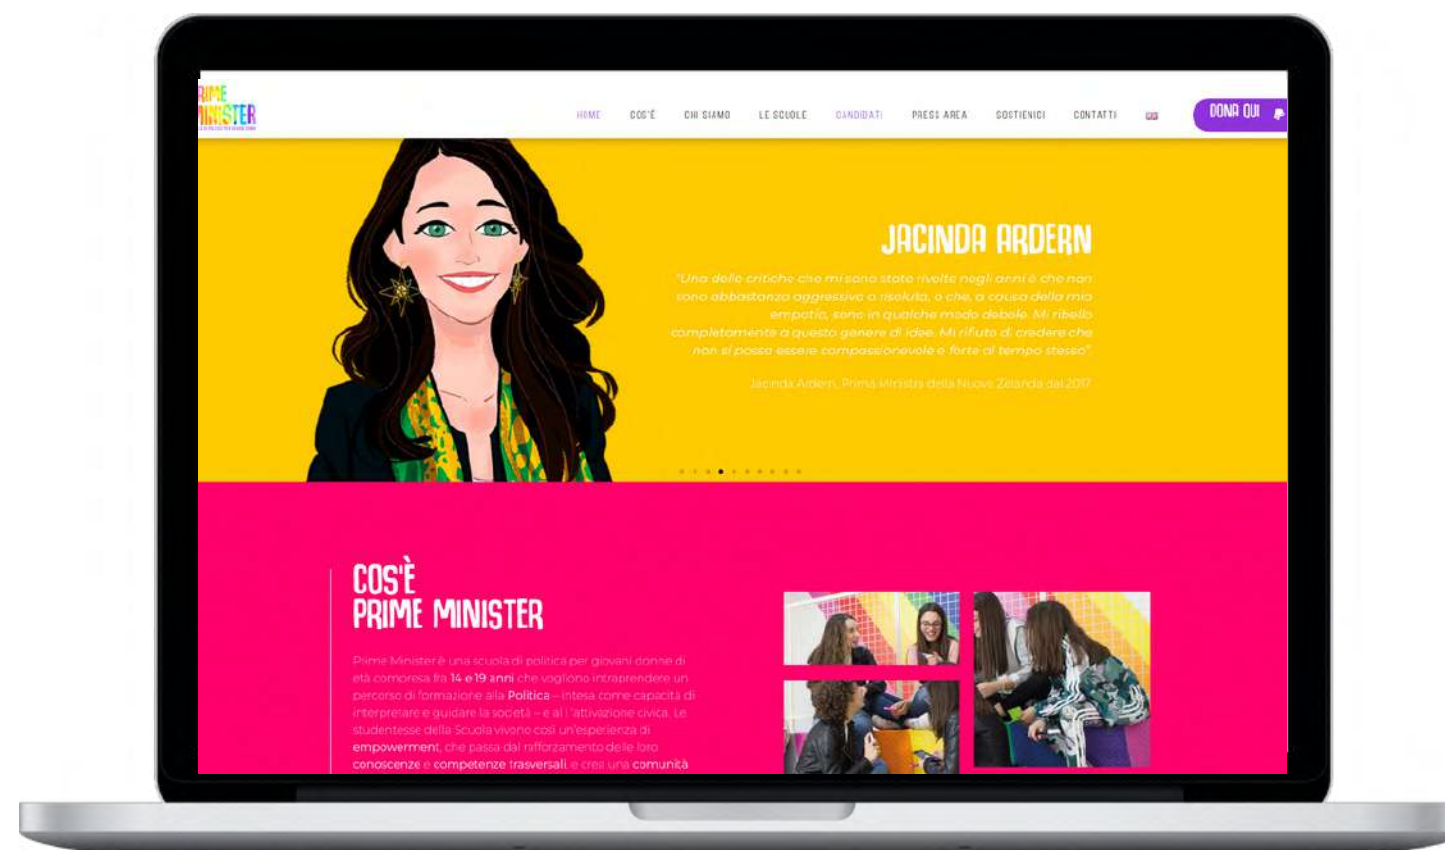 RIME
MINISTER
HOME COS'È CHI SIAMO LE SCUOLE CANDIDATI PRESS AREA SOSTIENICI CONTATTI
DONA QUI
JACINDA ARDERN
"Una delle critiche che mi sono state rivolte negli anni è che non
sono abbastanza aggressiva o risoluta, o che, a causa della mia
empatia, sono in qualche modo debole. Mi ribello
completamente a questo genere di idee. Mi rifiuto di credere che
non si possa essere compassionevole e forte al tempo stesso".
Jacinda Ardern, Prima Ministra della Nuova Zelanda dal 2017
COS'È
PRIME MINISTER
Prime Minister è una scuola di politica per giovani donne di
età compresa fra 14 e 19 anni che vogliono intraprendere un
percorso di formazione alla Politica – intesa come capacità di
interpretare e guidare la società – e all'attivazione civica. Le
studentesse della Scuola vivono così un'esperienza di
empowerment, che passa dal rafforzamento delle loro
conoscenze e competenze trasversali, e crea una comunità